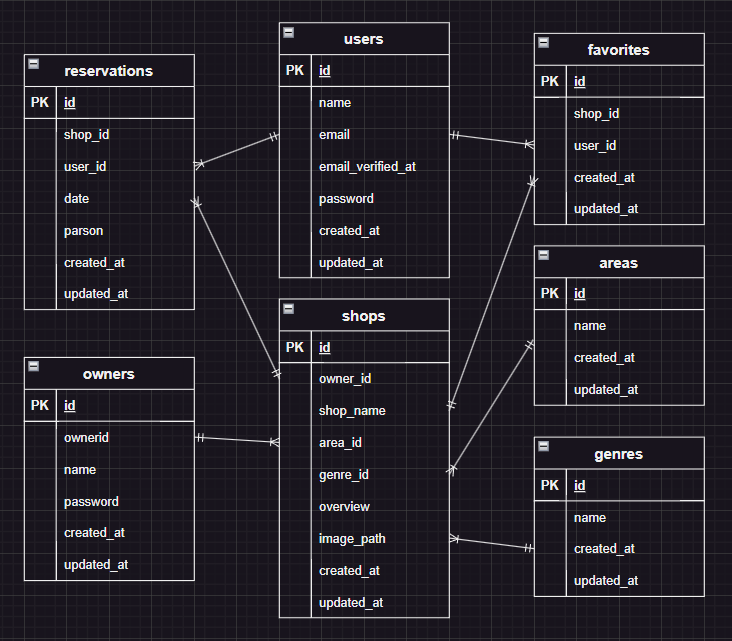 reservations
PK id
shop_id
user_id
date
parson
created_at
updated_at
users
PK id
name
email
email_verified_at
password
created_at
updated_at
favorites
PK id
shop_id
user_id
created_at
updated_at
owners
PK id
ownerid
name
password
created_at
updated_at
shops
PK id
owner_id
shop_name
area_id
genre_id
overview
image_path
created_at
updated_at
areas
PK id
name
created_at
updated_at
genres
PK id
name
created_at
updated_at